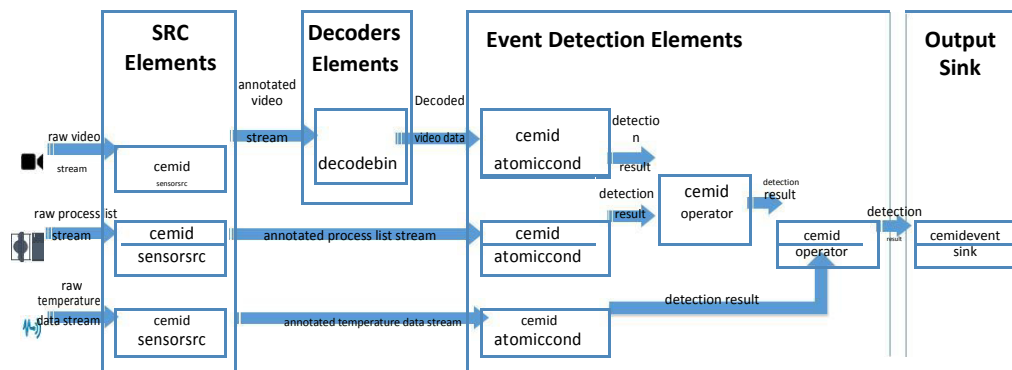 SRC
Elements
Decoders
Elements
Event Detection Elements
Output
Sink
annotated
video
stream
Decoded
video data
raw video
stream
cemid
sensorsrc
decodebin
cemid
atomiccond
detectio
n
result
raw process list
stream
cemid
sensorsrc
annotated process list stream
cemid
atomiccond
detection
result
cemid
operator
detection
result
cemid
operator
detection
result
cemidevent
sink
raw
temperature
data stream
cemid
sensorsrc
annotated temperature data stream
cemid
atomiccond
detection result